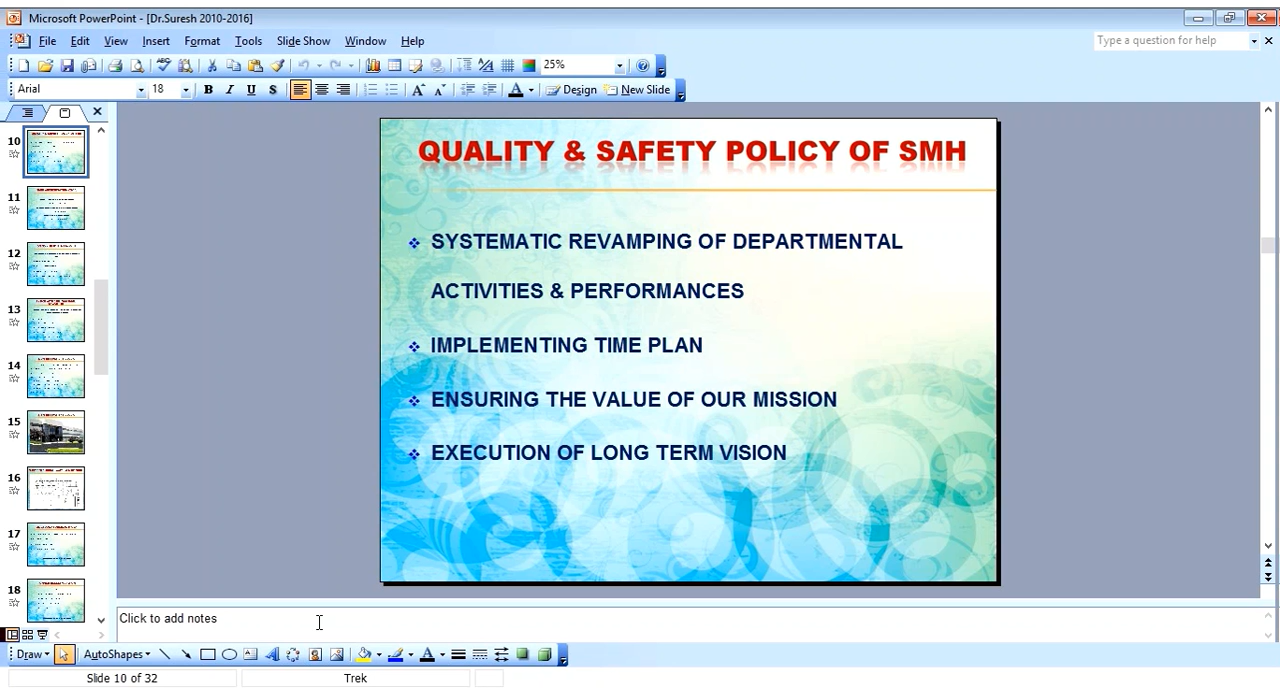 Microsoft PowerPoint - [Dr.Suresh 2010-2016]
File Edit View Insert Format Tools Slide Show Window Help
Type a question for help
25%
Arial 18 B I U S A A A Design New Slide
10
11
12
13
14
15
16
17
18
QUALITY & SAFETY POLICY OF SMH
SYSTEMATIC REVAMPING OF DEPARTMENTAL
ACTIVITIES & PERFORMANCES
IMPLEMENTING TIME PLAN
ENSURING THE VALUE OF OUR MISSION
EXECUTION OF LONG TERM VISION
Click to add notes
Draw AutoShapes
Slide 10 of 32 Trek